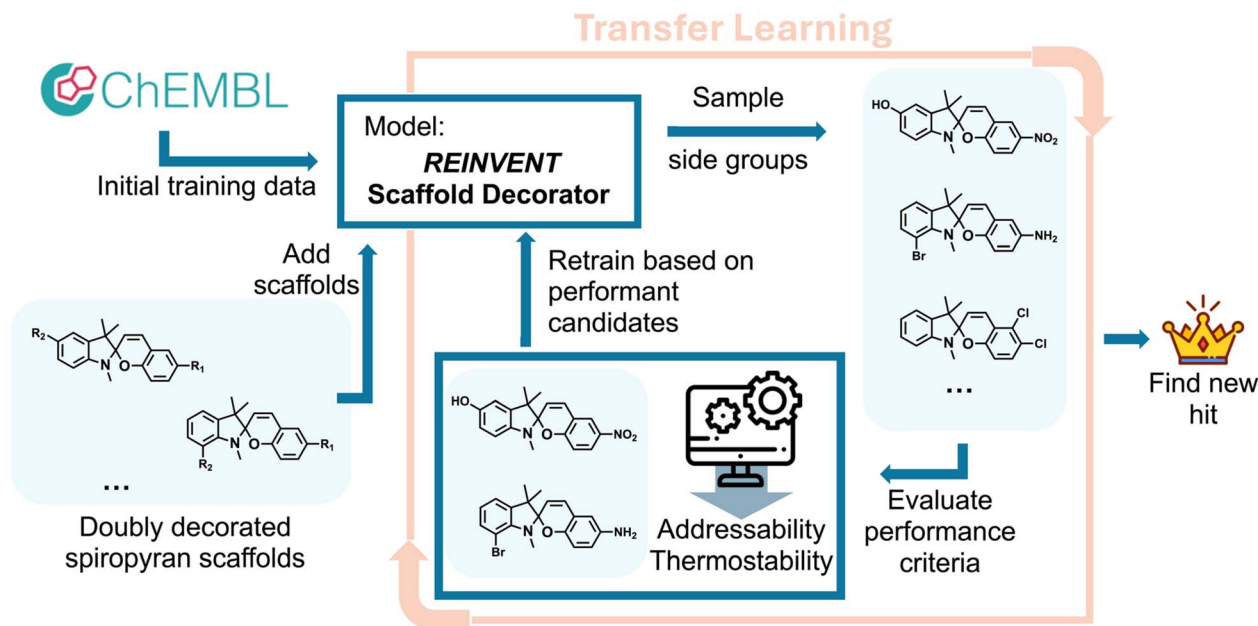 Transfer Learning
ChEMBL
Initial training data
Model:
REINVENT
Scaffold Decorator
Sample
side groups
HO
N
O
NO2
Br
N
O
NH2
N
O
Cl
Cl
...
Find new
hit
Add
scaffolds
R2
N
O
R1
R2
N
O
R1
...
Doubly decorated
spiropyran scaffolds
Retrain based on
performant
candidates
HO
N
O
NO2
Br
N
O
NH2
Addressability
Thermostability
Evaluate
performance
criteria